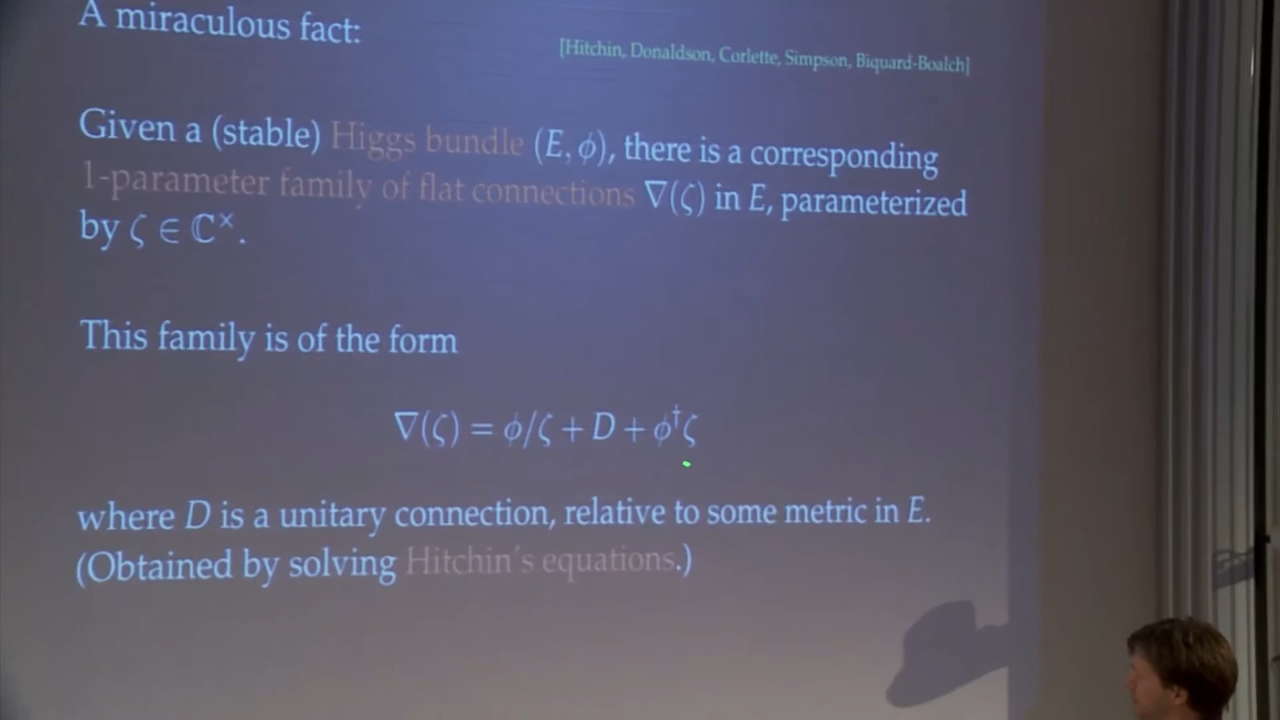 A miraculous fact:
[Hitchin, Donaldson, Corlette, Simpson, Biquard-Boalch]
Given a (stable) Higgs bundle (E, ϕ), there is a corresponding
1-parameter family of flat connections ∇(ζ) in E, parameterized
by ζ ∈ ℂ×.
This family is of the form
∇(ζ) = ϕ/ζ + D + ϕ†ζ
where D is a unitary connection, relative to some metric in E.
(Obtained by solving Hitchin's equations.)